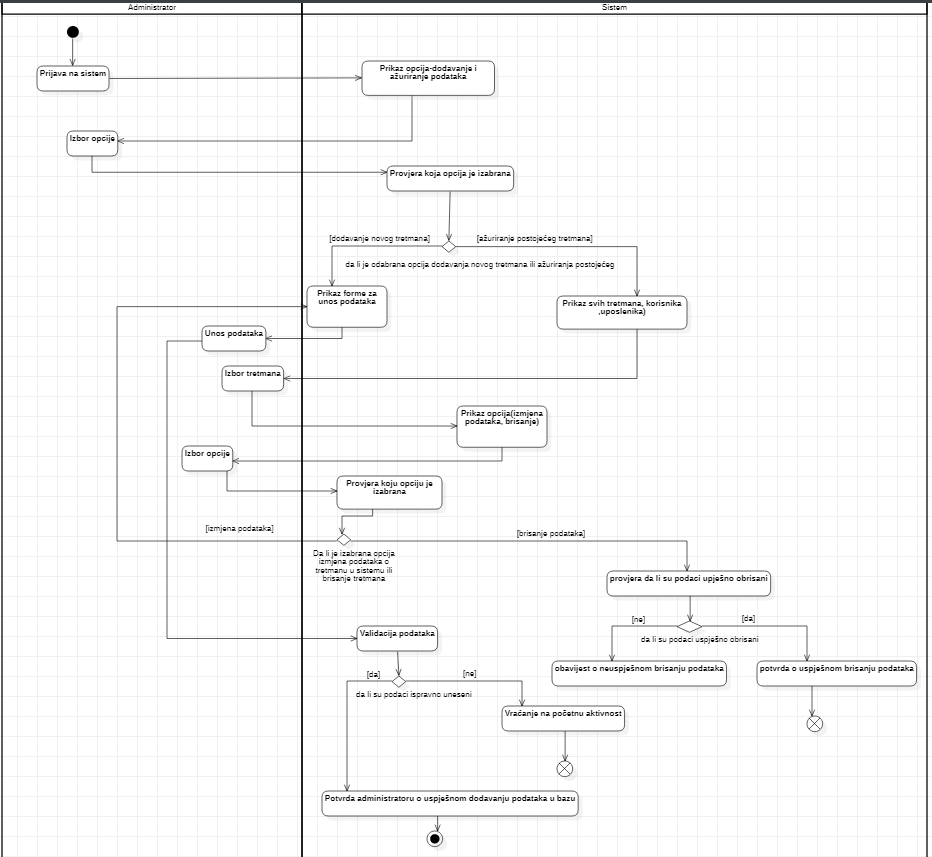 Administrator
Sistem
Prijava na sistem
Prikaz opcija-dodavanje i
ažuriranje podataka
Izbor opcije
Provjera koja opcija je izabrana
[dodavanje novog tretmana]
[ažuriranje postojećeg tretmana]
da li je odabrana opcija dodavanja novog tretmana ili ažuriranja postojećeg
Prikaz forme za
unos podataka
Prikaz svih tretmana, korisnika
,uposlenika)
Unos podataka
Izbor tretmana
Prikaz opcija(izmjena
podataka, brisanje)
Izbor opcije
Provjera koju opciju je
izabrana
[izmjena podataka]
[brisanje podataka]
Da li je izabrana opcija
izmjena podataka o
tretmanu u sistemu ili
brisanje tretmana
provjera da li su podaci upješno obrisani
[ne]
[da]
da li su podaci uspješno obrisani
Validacija podataka
obavijest o neuspješnom brisanju podataka
potvrda o uspješnom brisanju podataka
[da]
[ne]
da li su podaci ispravno uneseni
Vraćanje na početnu aktivnost
Potvrda administratoru o uspješnom dodavanju podataka u bazu